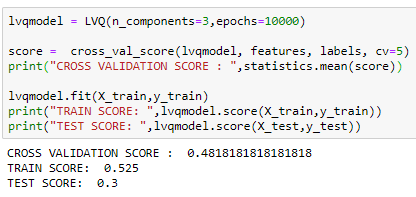 lvqmodel = LVQ(n_components=3,epochs=10000)
score =  cross_val_score(lvqmodel, features, labels, cv=5)
print("CROSS VALIDATION SCORE : ",statistics.mean(score))
lvqmodel.fit(X_train,y_train)
print("TRAIN SCORE: ",lvqmodel.score(X_train,y_train))
print("TEST SCORE: ",lvqmodel.score(X_test,y_test))
CROSS VALIDATION SCORE :  0.4818181818181818
TRAIN SCORE:  0.525
TEST SCORE:  0.3